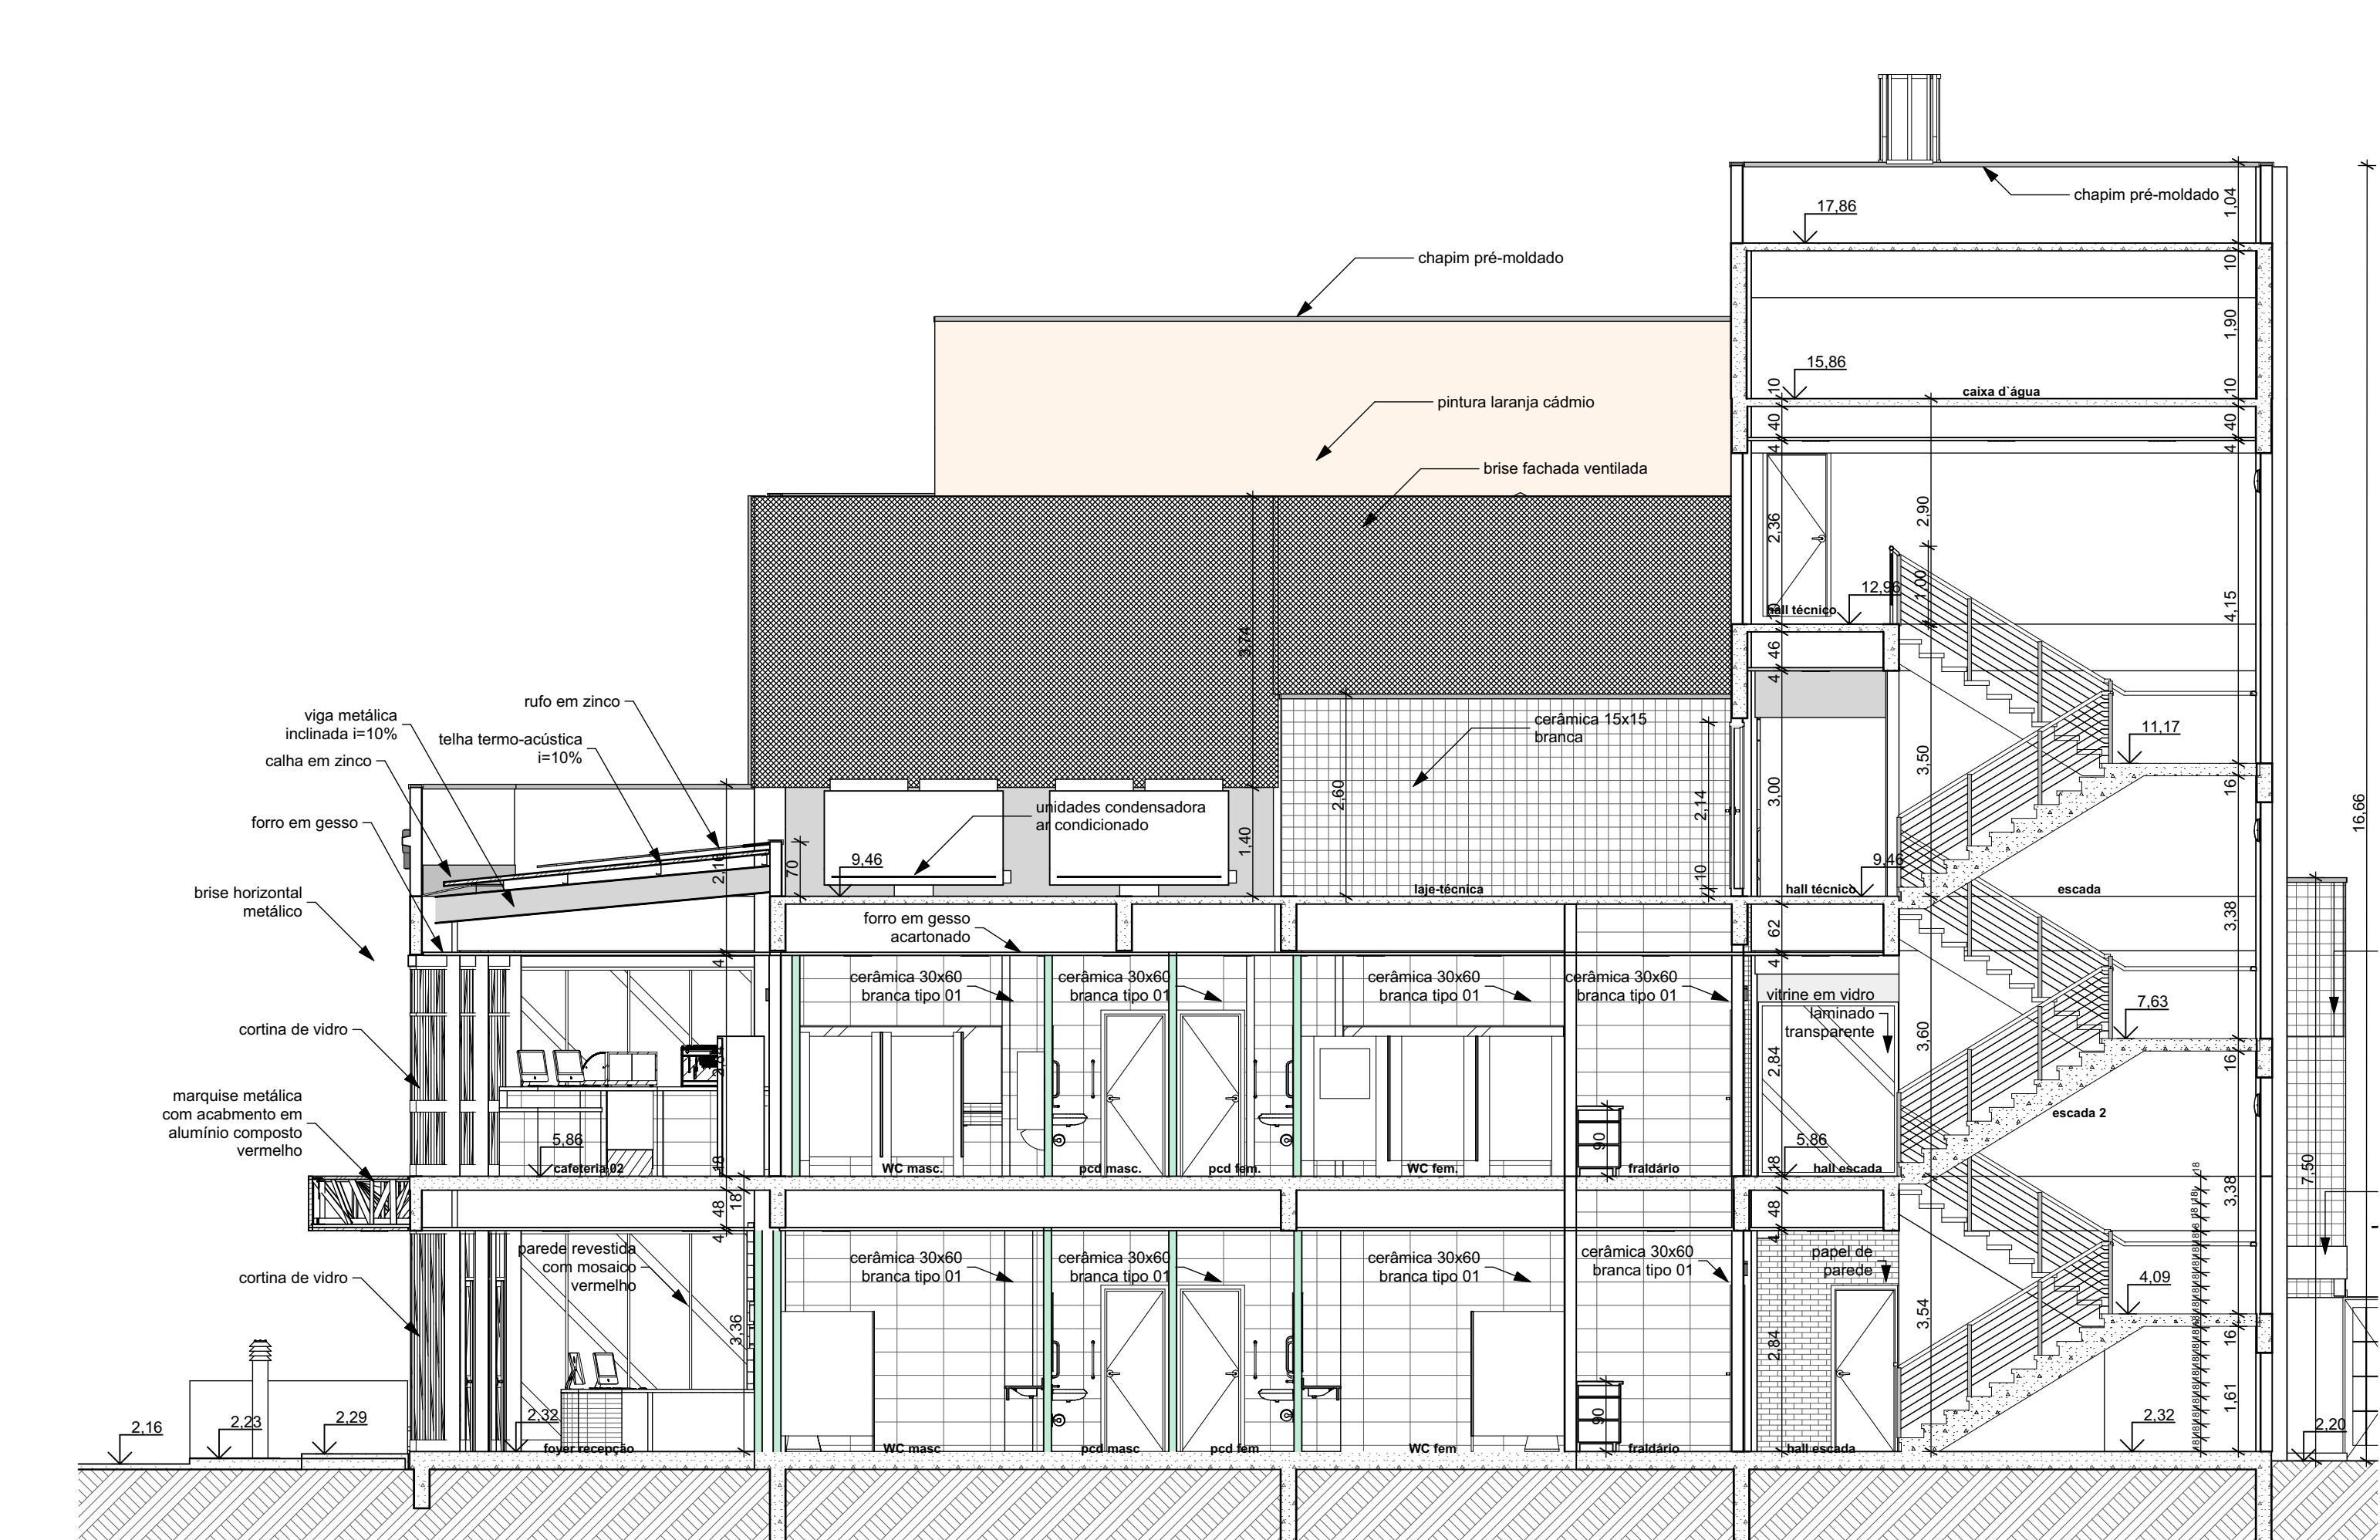 chapim pré-moldado
1,04
17,86
chapim pré-moldado
10
1,90
15,86
caixa d`água
10
10
40
40
4
4
pintura laranja cádmio
brise fachada ventilada
2,36
2,90
12,96
1,00
hall técnico
4,15
16,66
3,74
46
4
rufo em zinco
viga metálica
inclinada i=10%
telha termo-acústica
i=10%
calha em zinco
forro em gesso
cerâmica 15x15
branca
11,17
3,50
3,00
2,14
2,60
16
unidades condensadora
ar condicionado
1,40
70
9,46
9,46
10
laje-técnica
hall técnico
escada
brise horizontal
metálico
forro em gesso
acartonado
62
3,38
4
4
cerâmica 30x60
branca tipo 01
cerâmica 30x60
branca tipo 01
cerâmica 30x60
branca tipo 01
cerâmica 30x60
branca tipo 01
vitrine em vidro
laminado
transparente
7,63
cortina de vidro
3,60
2,84
16
marquise metálica
com acabmento em
alumínio composto
vermelho
escada 2
5,86
90
5,86
18
18
cafeteria 02
WC masc.
pcd masc.
pcd fem.
WC fem.
fraldário
hall escada
7,50
48
18
48
3,38
4
4
parede revestida
com mosaico
vermelho
cerâmica 30x60
branca tipo 01
cerâmica 30x60
branca tipo 01
cerâmica 30x60
branca tipo 01
cerâmica 30x60
branca tipo 01
papel de
parede
cortina de vidro
4,09
3,54
3,36
2,84
16
1,61
2,16
2,23
2,29
2,32
90
2,32
2,20
foyer recepção
WC masc
pcd masc
pcd fem
WC fem
fraldário
hall escada